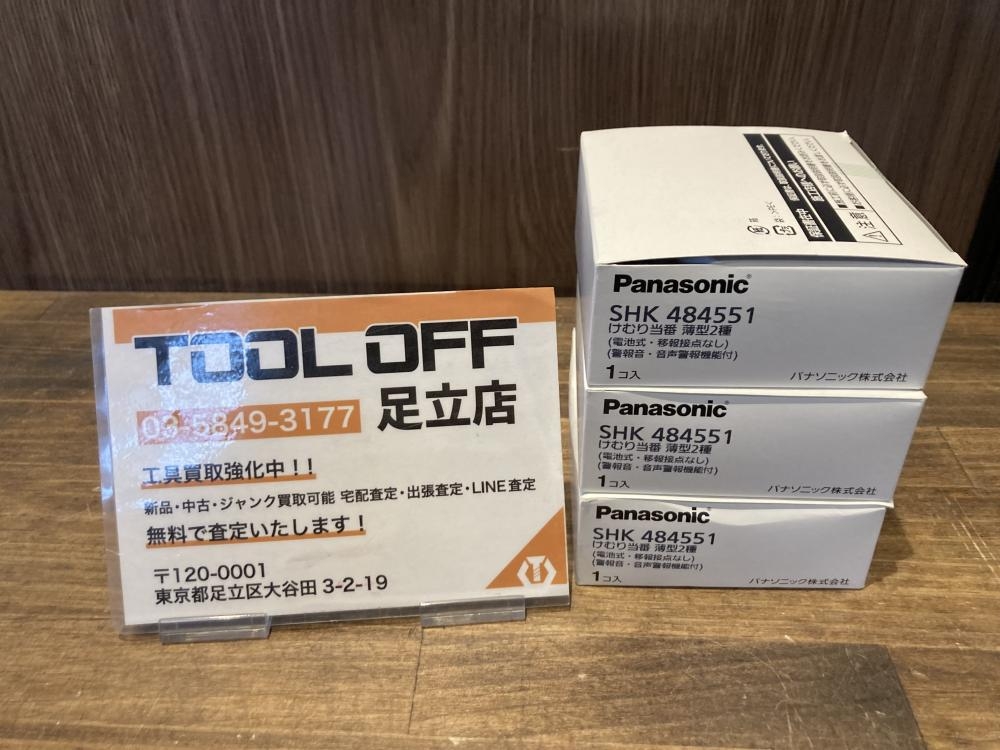 TOOL OFF
03-5849-3177 足立店
工具買取強化中！！
新品・中古・ジャンク買取可能 宅配査定・出張査定・LINE査定
無料で査定いたします！
〒120-0001
東京都足立区大谷田 3-2-19
注意
Panasonic
SHK 484551
けむり当番 薄型2種
(電池式・移報接点なし)
(警報音・音声警報機能付)
1コ入
パナソニック株式会社
Panasonic
SHK 484551
けむり当番 薄型2種
(電池式・移報接点なし)
(警報音・音声警報機能付)
1コ入
パナソニック株式会社
Panasonic
SHK 484551
けむり当番 薄型2種
(電池式・移報接点なし)
(警報音・音声警報機能付)
1コ入
パナソニック株式会社